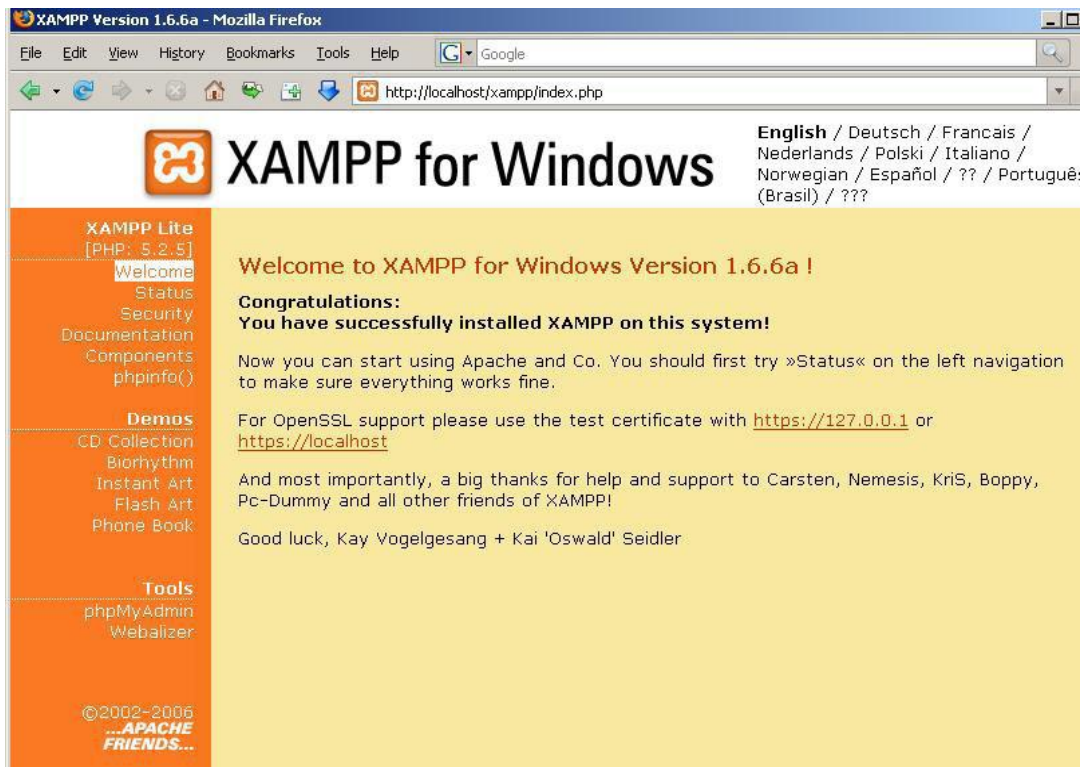 XAMPP Version 1.6.6a - Mozilla Firefox
File Edit View History Bookmarks Tools Help G Google
http://localhost/xampp/index.php
XAMPP for Windows
English / Deutsch / Francais /
Nederlands / Polski / Italiano /
Norwegian / Español / ?? / Português
(Brasil) / ???
XAMPP Lite
[PHP: 5.2.5]
Welcome
Status
Security
Documentation
Components
phpinfo()
Demos
CD Collection
Biorhythm
Instant Art
Flash Art
Phone Book
Tools
phpMyAdmin
Webalizer
©2002-2006
...APACHE
FRIENDS...
Welcome to XAMPP for Windows Version 1.6.6a !
Congratulations:
You have successfully installed XAMPP on this system!
Now you can start using Apache and Co. You should first try »Status« on the left navigation
to make sure everything works fine.
For OpenSSL support please use the test certificate with https://127.0.0.1 or
https://localhost
And most importantly, a big thanks for help and support to Carsten, Nemesis, KriS, Boppy,
Pc-Dummy and all other friends of XAMPP!
Good luck, Kay Vogelgesang + Kai 'Oswald' Seidler